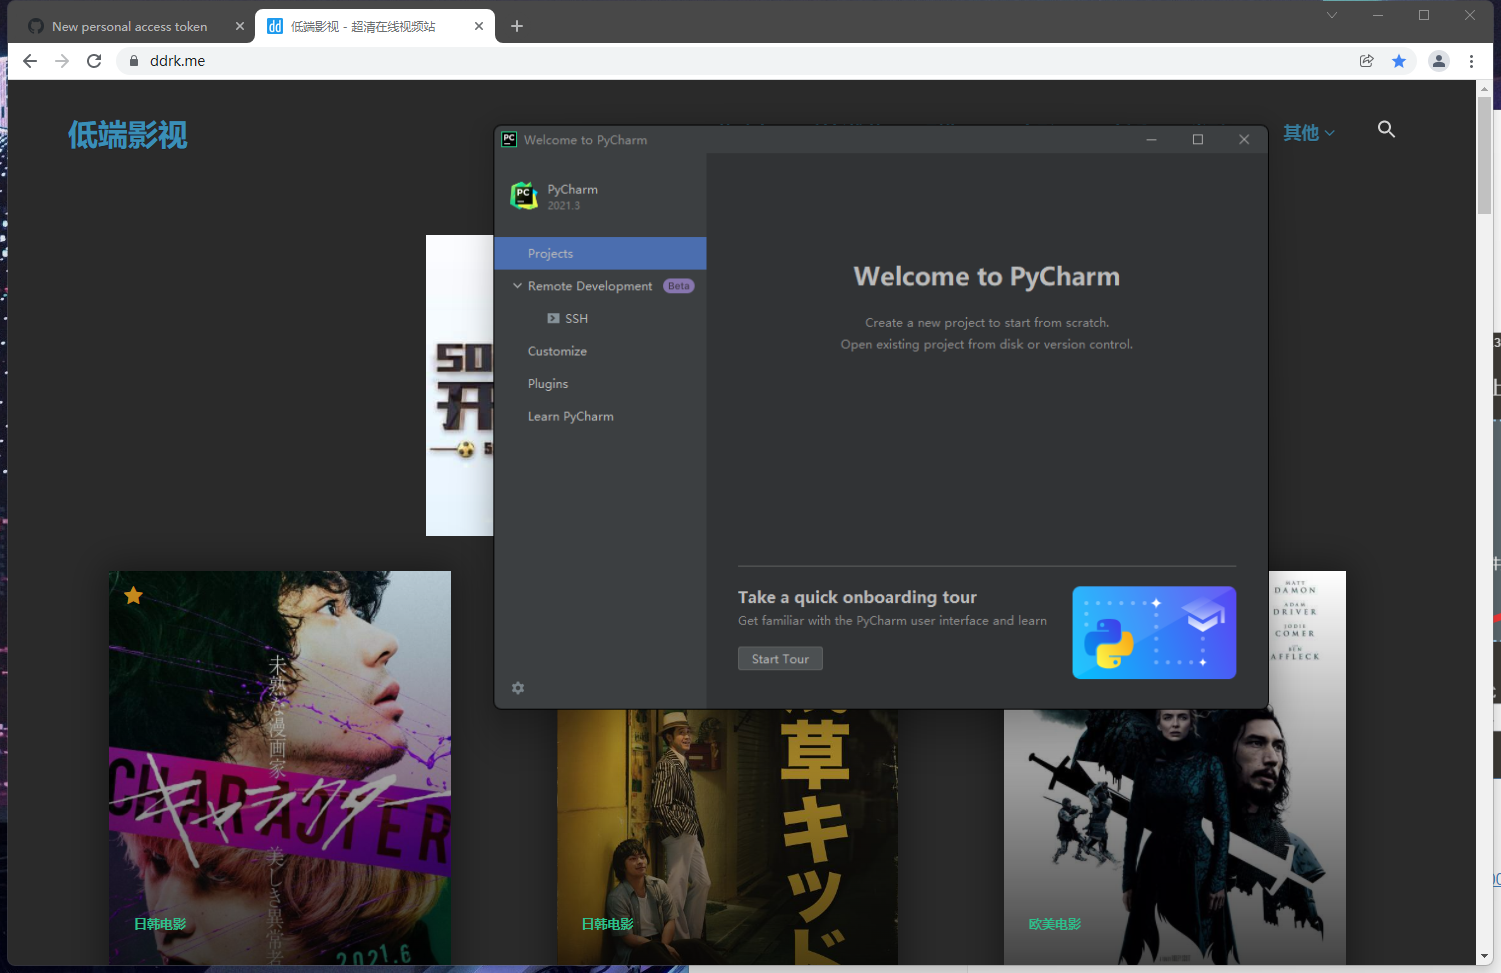 New personal access token
低端影视 - 超清在线视频站
ddrk.me
低端影视
其他
Welcome to PyCharm
PyCharm
2021.3
Projects
Remote Development Beta
SSH
Customize
Plugins
Learn PyCharm
Welcome to PyCharm
Create a new project to start from scratch.
Open existing project from disk or version control.
Take a quick onboarding tour
Get familiar with the PyCharm user interface and learn
Start Tour
50
开
未熟な漫画家
CHARACTER
キャラクター
美しき異常者
日韩电影
2021.6
草キッド
日韩电影
MATT
DAMON
ADAM
DRIVER
JODIE
COMER
BEN
AFFLECK
欧美电影